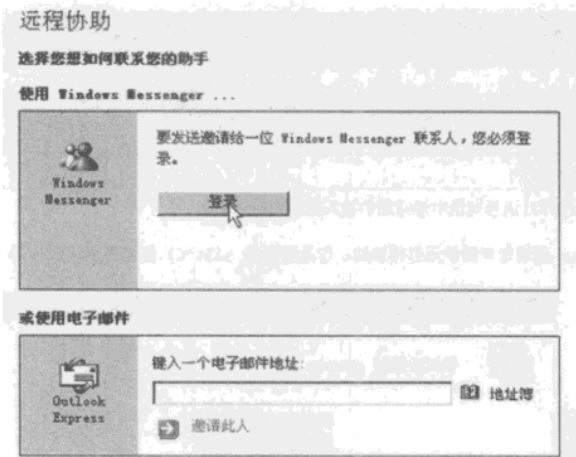 远程协助
选择您想如何联系您的助手
使用 Windows Messenger ...
要发送邀请给一位 Windows Messenger 联系人，您必须登
录。
Windows
Messenger
登录
或使用电子邮件
键入一个电子邮件地址:
地址簿
Outlook
Express
邀请此人